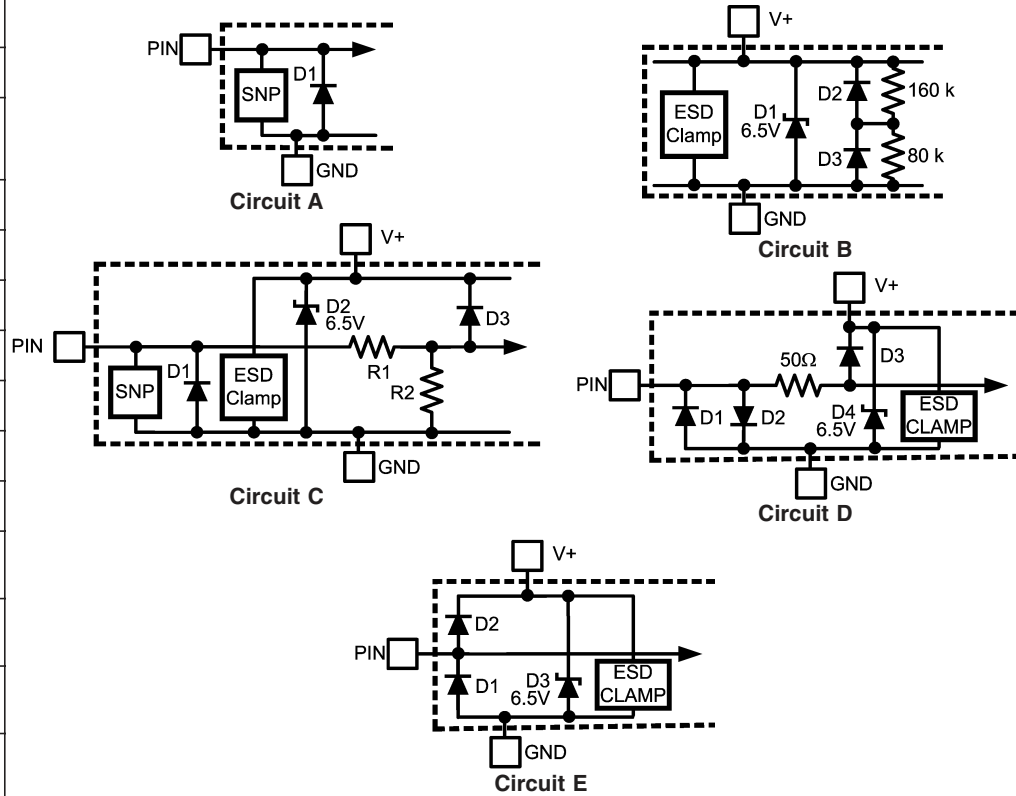 PIN
SNP
D1
GND
Circuit A
V+
ESD
Clamp
D1
6.5V
D2
D3
160 k
80 k
GND
Circuit B
V+
PIN
SNP
D1
ESD
Clamp
D2
6.5V
R1
R2
D3
GND
Circuit C
V+
PIN
D1
D2
50Ω
D3
D4
6.5V
ESD
CLAMP
GND
Circuit D
V+
PIN
D2
D1
D3
6.5V
ESD
CLAMP
GND
Circuit E